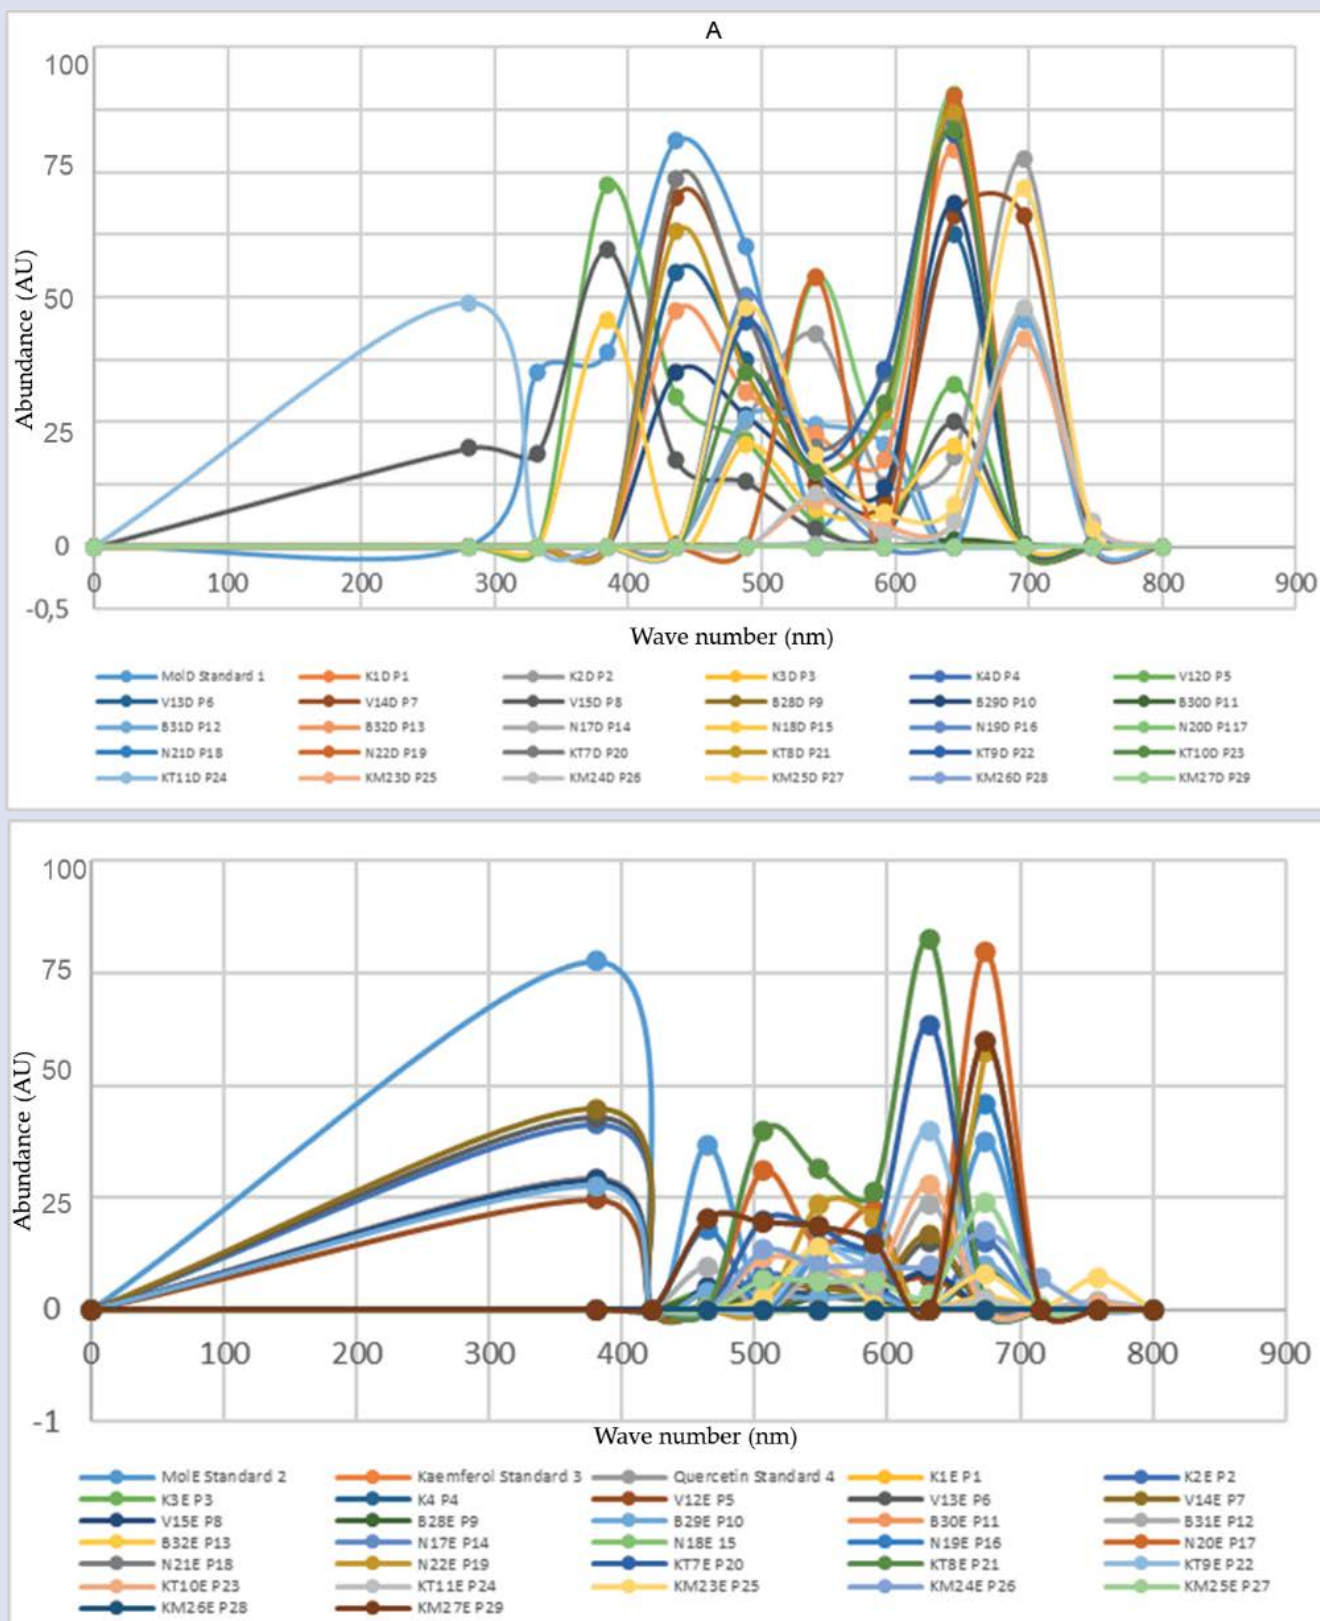 A
100
75
50
25
0
-0,5
0 100 200 300 400 500 600 700 800 900
Abundance (AU)
Wave number (nm)
MolD Standard 1 K1D P1 K2D P2 K3D P3 K4D P4 V12D P5
V13D P6 V14D P7 V15D P8 B28D P9 B29D P10 B30D P11
B31D P12 B32D P13 N17D P14 N18D P15 N19D P16 N20D P117
N21D P18 N22D P19 KT7D P20 KT8D P21 KT9D P22 KT10D P23
KT11D P24 KM23D P25 KM24D P26 KM25D P27 KM26D P28 KM27D P29
100
75
50
25
0
-1
0 100 200 300 400 500 600 700 800 900
Abundance (AU)
Wave number (nm)
MolE Standard 2 Kaemferol Standard 3 Quercetin Standard 4 K1E P1 K2E P2
K3E P3 K4 P4 V12E P5 V13E P6 V14E P7
V15E P8 B28E P9 B29E P10 B30E P11 B31E P12
B32E P13 N17E P14 N18E 15 N19E P16 N20E P17
N21E P18 N22E P19 KT7E P20 KT8E P21 KT9E P22
KT10E P23 KT11E P24 KM23E P25 KM24E P26 KM25E P27
KM26E P28 KM27E P29